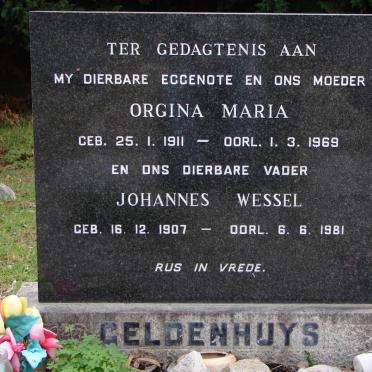 TER GEDAGTENIS AAN
MY DIERBARE EGGENOTE EN ONS MOEDER
ORGINA MARIA
GEB. 25. 1. 1911 — OORL. 1. 3. 1969
EN ONS DIERBARE VADER
JOHANNES WESSEL
GEB. 16. 12. 1907 — OORL. 6. 6. 1981
RUS IN VREDE.
GELDENHUYS